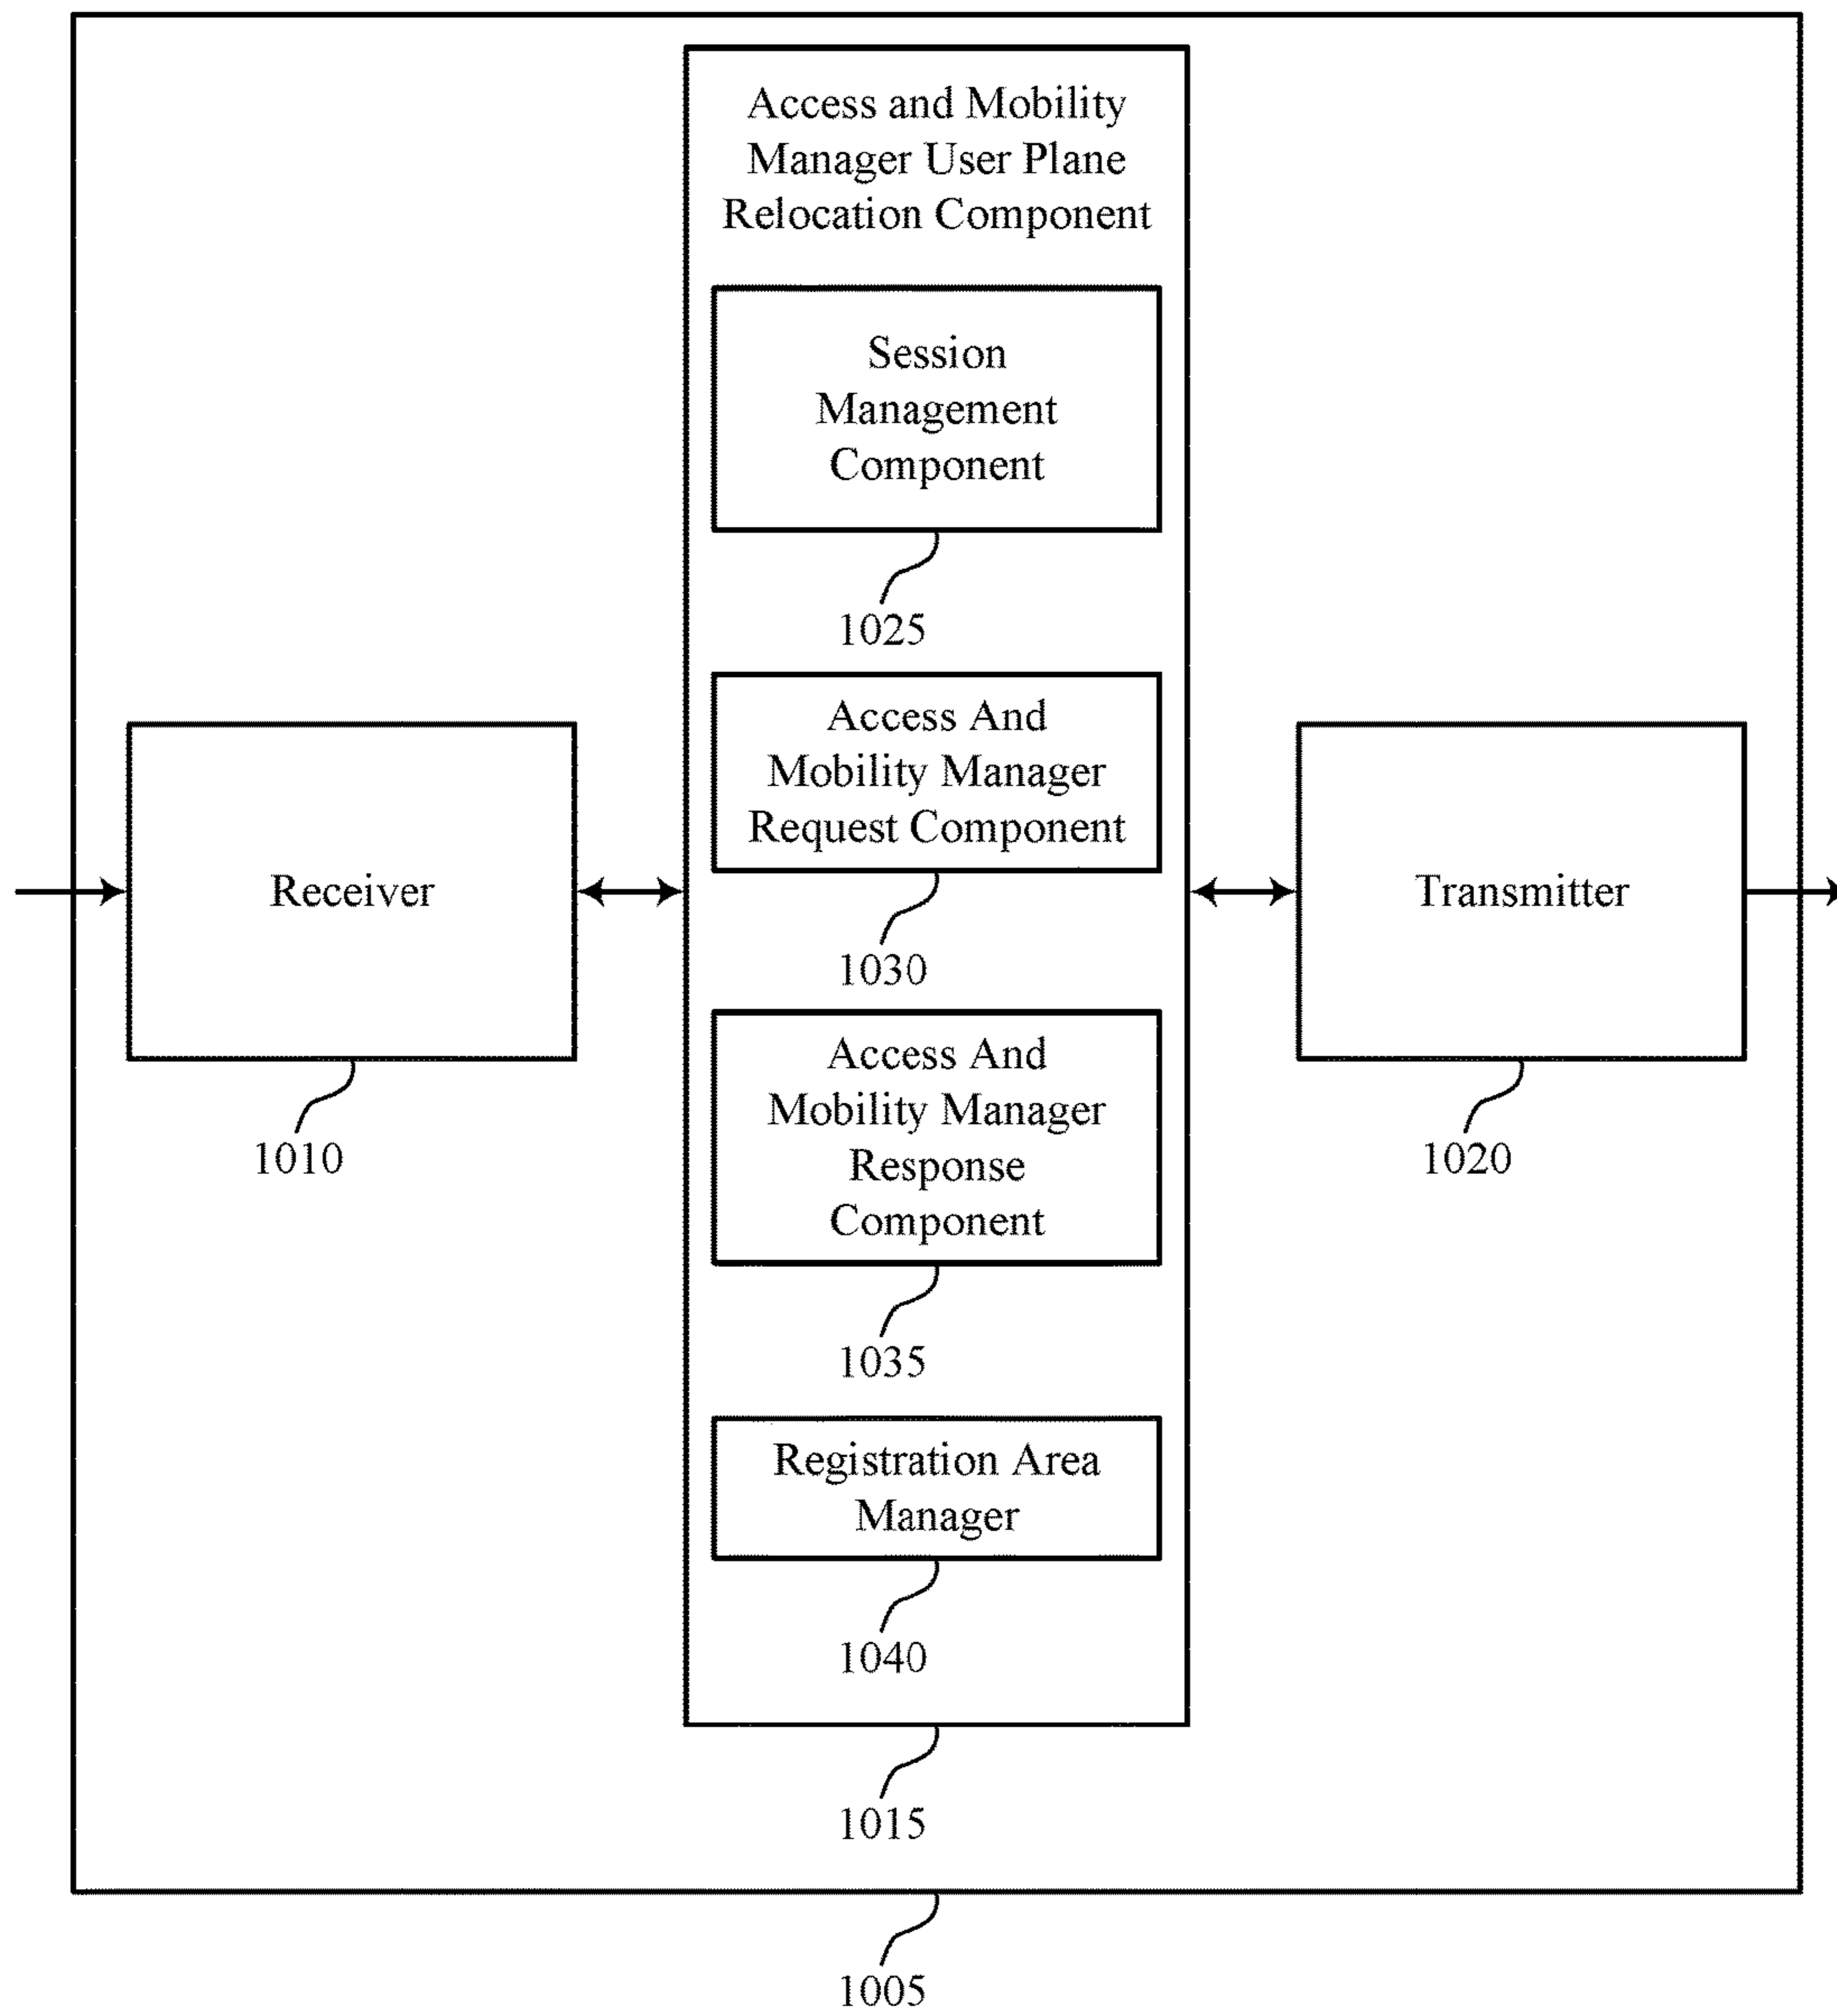 Access and Mobility
Manager User Plane
Relocation Component
Session
Management
Component
1025
Access And
Mobility Manager
Request Component
1030
Receiver
1010
Transmitter
1020
Access And
Mobility Manager
Response
Component
1035
Registration Area
Manager
1040
1015
1005